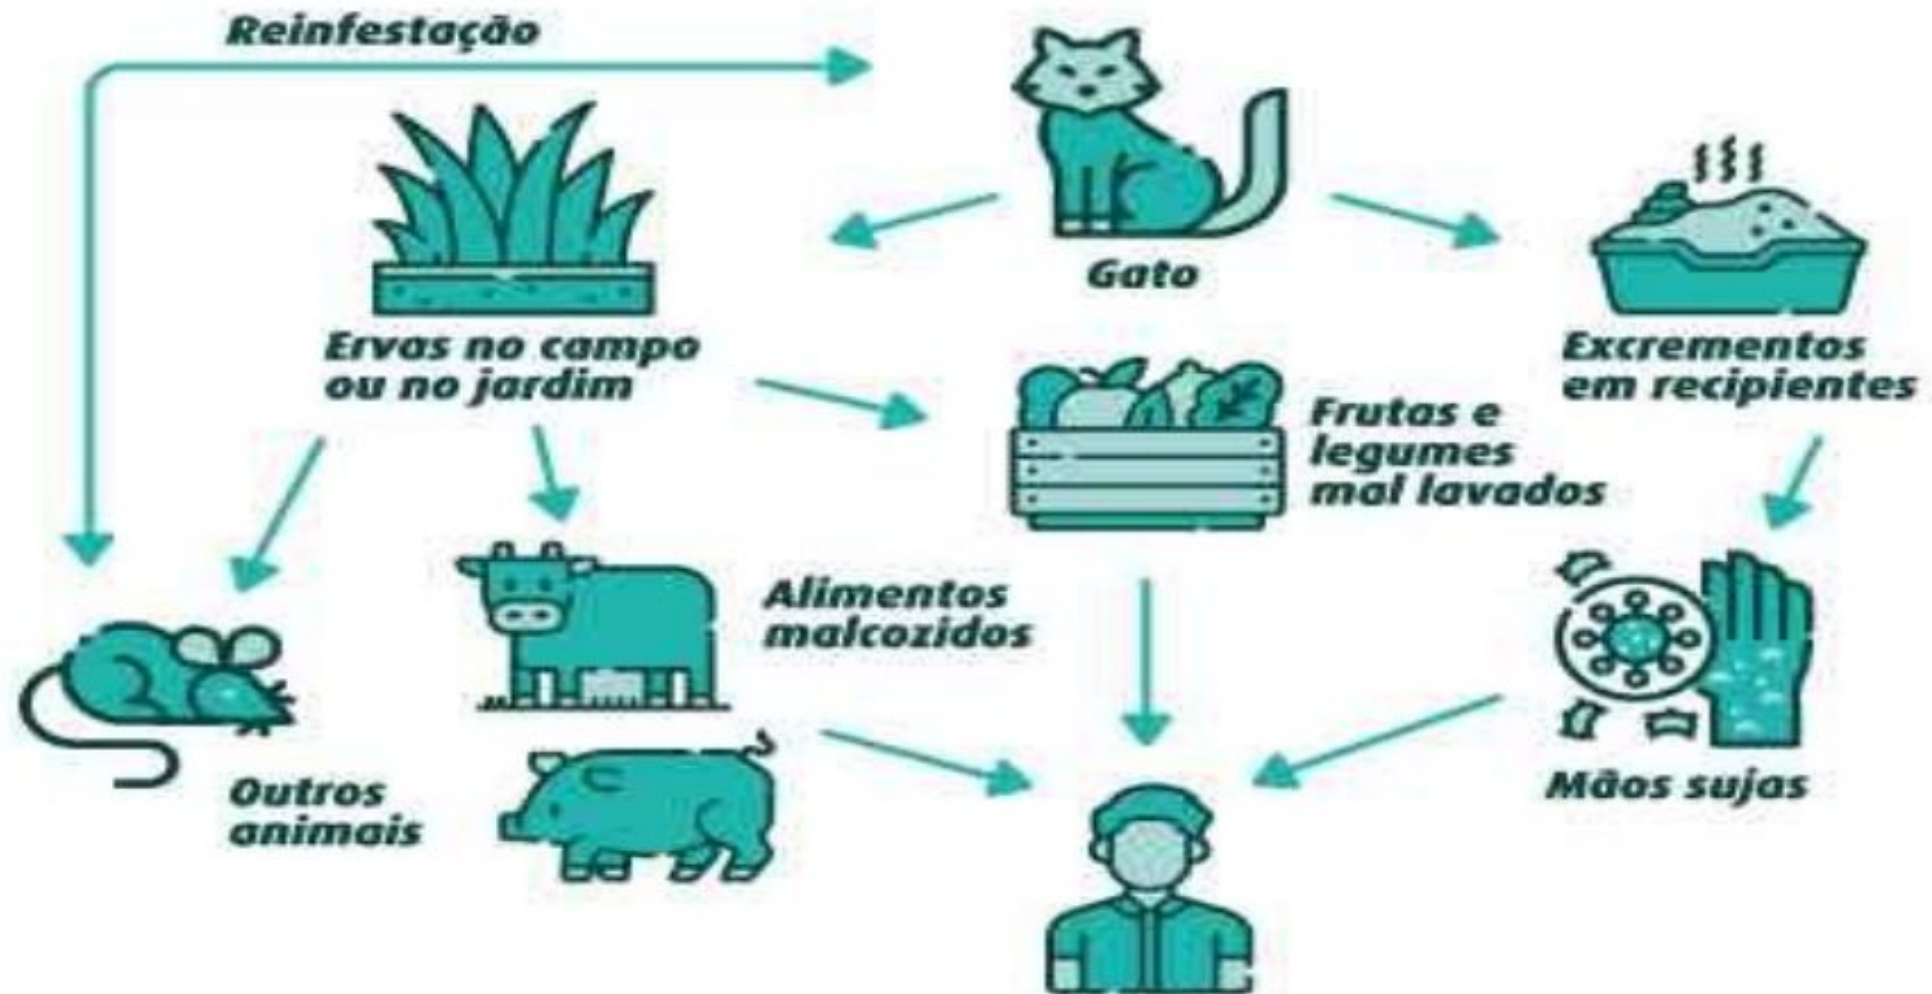 Reinfestação
Gato
Ervas no campo
ou no jardim
Excrementos
em recipientes
Frutas e
legumes
mal lavados
Alimentos
malcozidos
Outros
animais
Mãos sujas